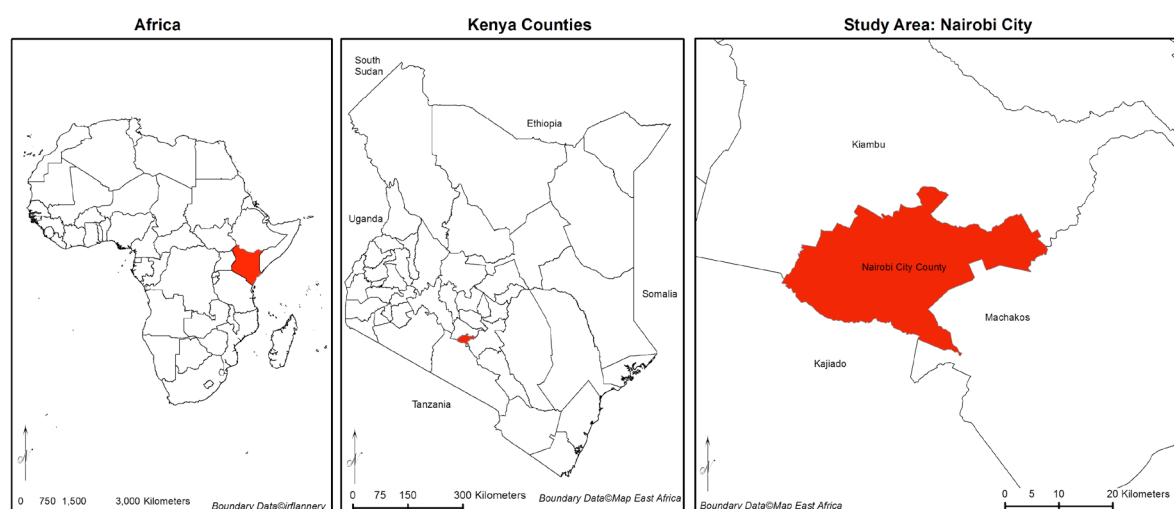 Africa
0 750 1,500 3,000 Kilometers
Boundary Data©irflannery
Kenya Counties
South
Sudan
Ethiopia
Uganda
Somalia
Tanzania
0 75 150 300 Kilometers
Boundary Data©Map East Africa
Study Area: Nairobi City
Kiambu
Nairobi City County
Machakos
Kajiado
Boundary Data©Map East Africa
0 5 10 20 Kilometers